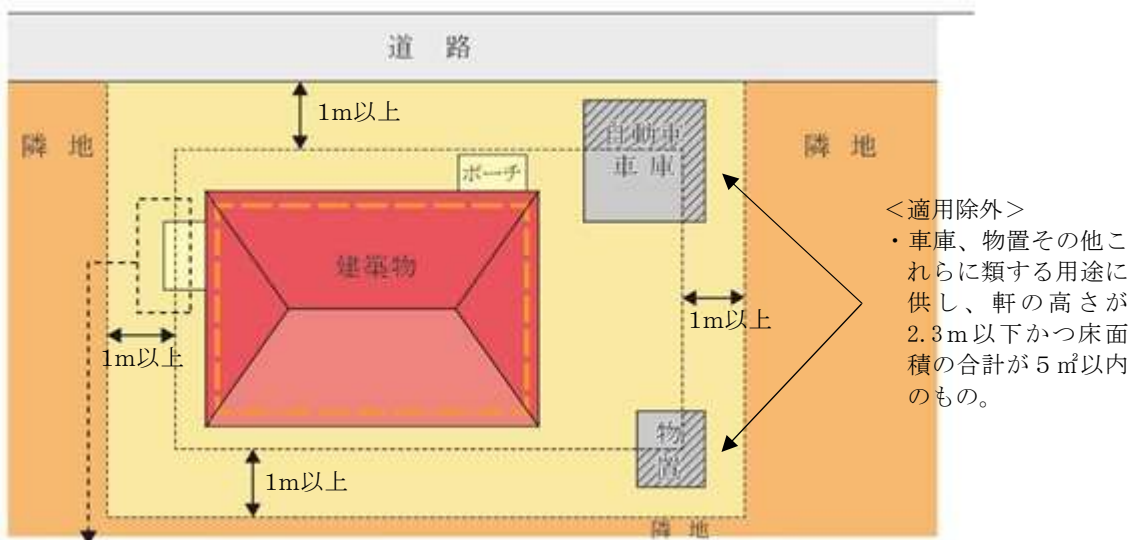 道 路
1m以上
隣 地
自動車
車 庫
隣 地
ポーチ
建築物
1m以上
1m以上
物
置
1m以上
隣 地
＜適用除外＞
・車庫、物置その他こ
れらに類する用途に
供し、軒の高さが
2.3ｍ以下かつ床面
積の合計が５㎡以内
のもの。